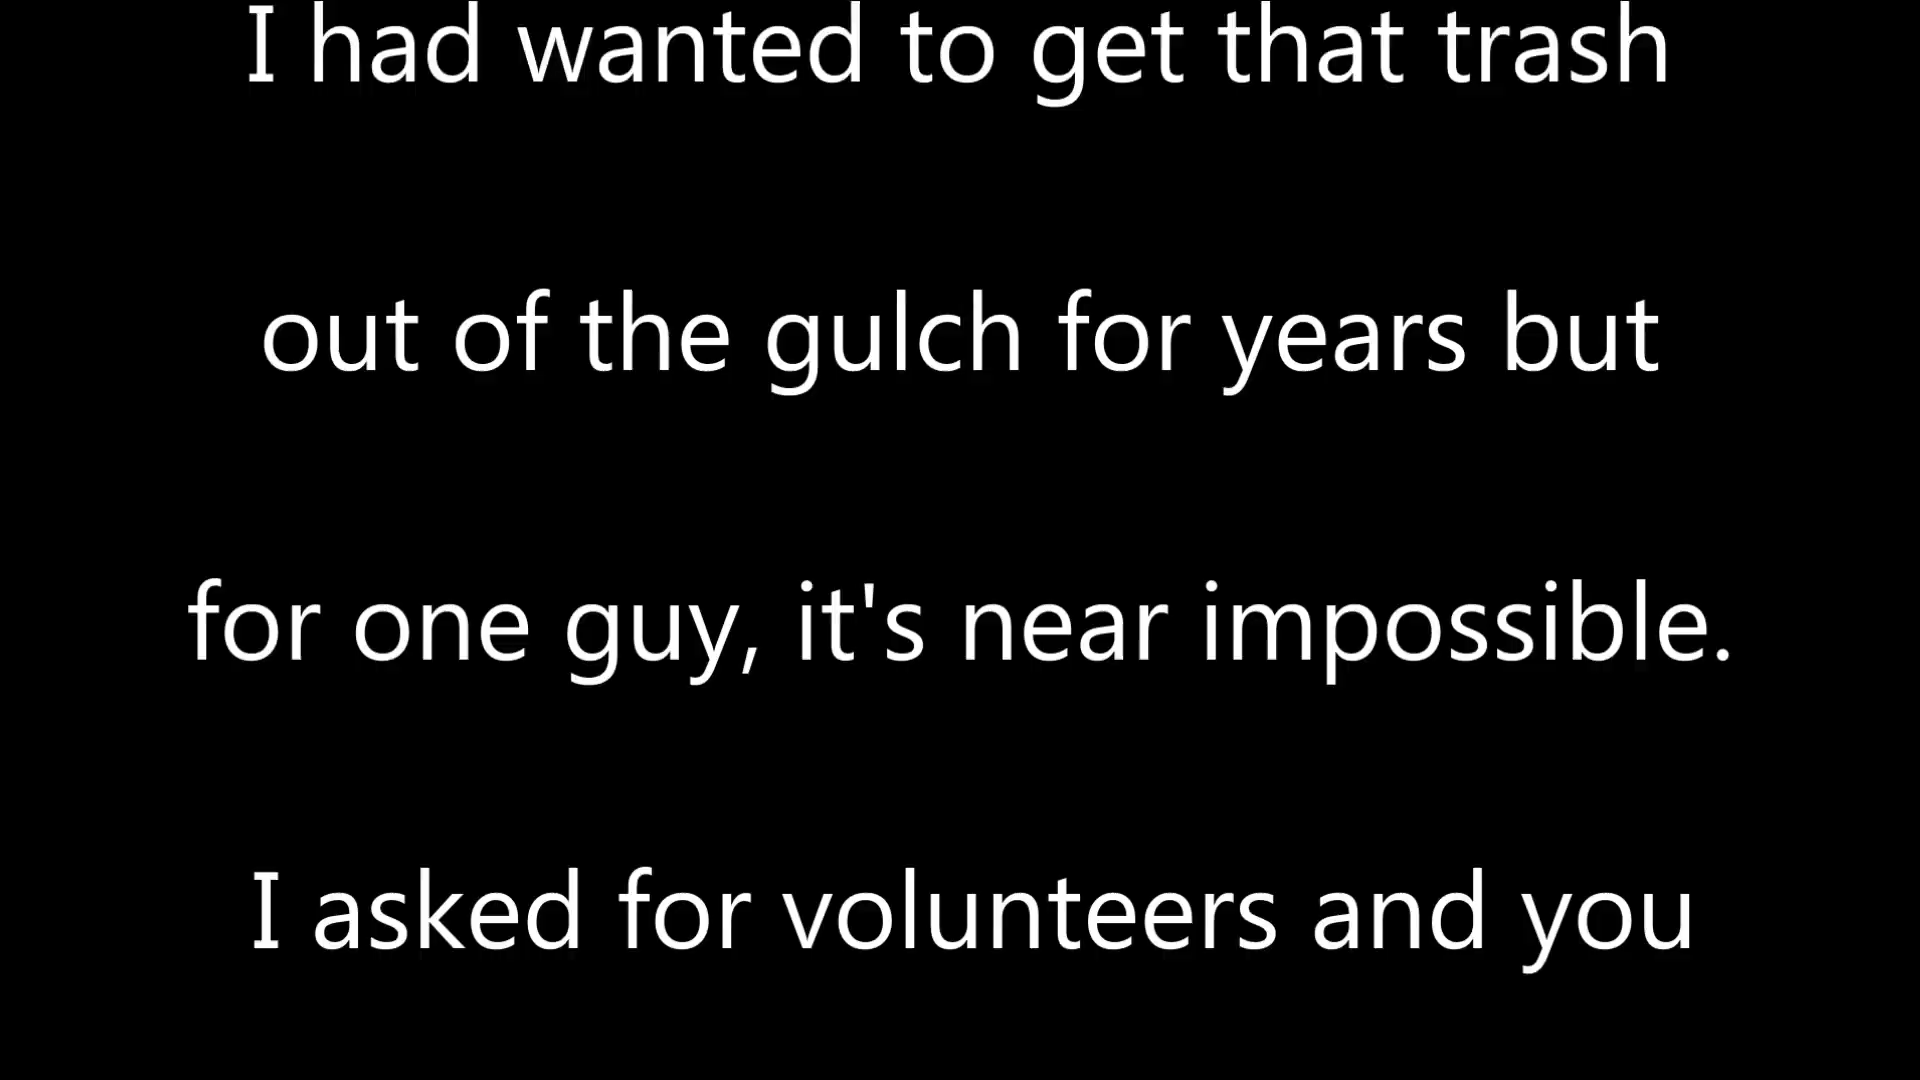 I had wanted to get that trash
out of the gulch for years but
for one guy, it's near impossible.
I asked for volunteers and you